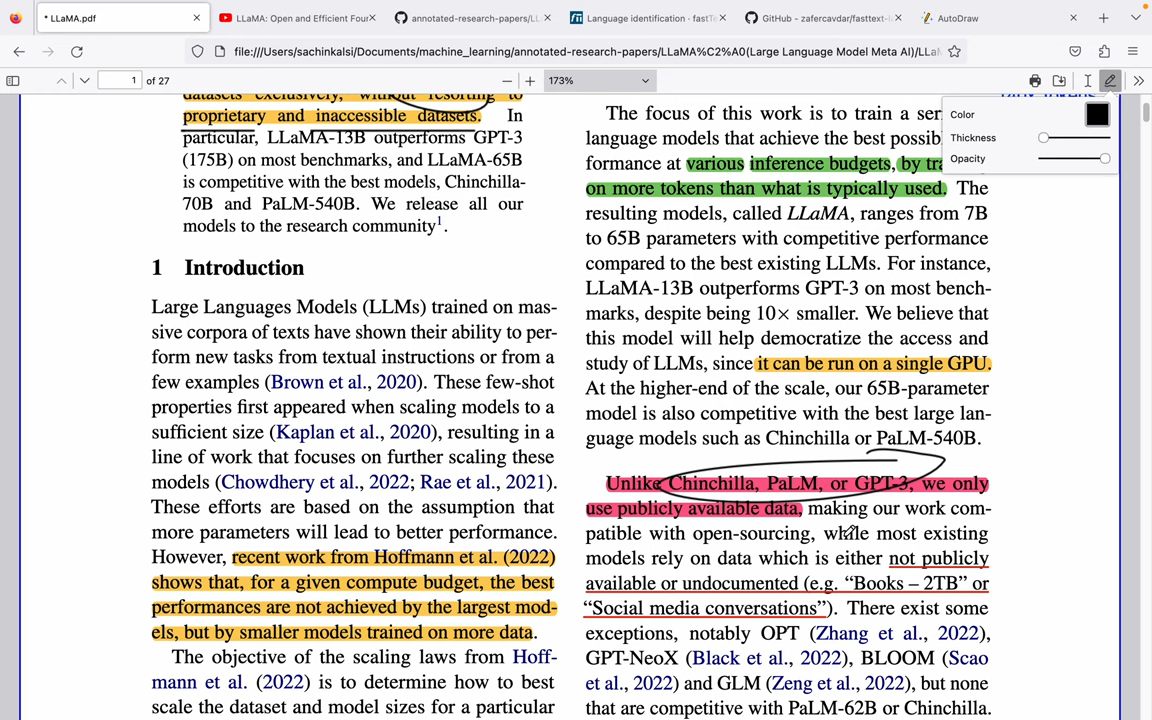 LLaMA.pdf
LLaMA: Open and Efficient Four
annotated-research-papers/LL
Language identification · fastTe
GitHub - zafercavdar/fasttext-la
AutoDraw
file:///Users/sachinkalsi/Documents/machine_learning/annotated-research-papers/LLaMA%C2%A0(Large Language Model Meta AI)/LLa
1 of 27
173%
Color
Thickness
Opacity
datasets exclusively, without resorting to
proprietary and inaccessible datasets. In
particular, LLaMA-13B outperforms GPT-3
(175B) on most benchmarks, and LLaMA-65B
is competitive with the best models, Chinchilla-
70B and PaLM-540B. We release all our
models to the research community1.
1 Introduction
Large Languages Models (LLMs) trained on mas-
sive corpora of texts have shown their ability to per-
form new tasks from textual instructions or from a
few examples (Brown et al., 2020). These few-shot
properties first appeared when scaling models to a
sufficient size (Kaplan et al., 2020), resulting in a
line of work that focuses on further scaling these
models (Chowdhery et al., 2022; Rae et al., 2021).
These efforts are based on the assumption that
more parameters will lead to better performance.
However, recent work from Hoffmann et al. (2022)
shows that, for a given compute budget, the best
performances are not achieved by the largest mod-
els, but by smaller models trained on more data.
The objective of the scaling laws from Hoff-
mann et al. (2022) is to determine how to best
scale the dataset and model sizes for a particular
The focus of this work is to train a ser
language models that achieve the best possib
formance at various inference budgets, by tra
on more tokens than what is typically used. The
resulting models, called LLaMA, ranges from 7B
to 65B parameters with competitive performance
compared to the best existing LLMs. For instance,
LLaMA-13B outperforms GPT-3 on most bench-
marks, despite being 10× smaller. We believe that
this model will help democratize the access and
study of LLMs, since it can be run on a single GPU.
At the higher-end of the scale, our 65B-parameter
model is also competitive with the best large lan-
guage models such as Chinchilla or PaLM-540B.
Unlike Chinchilla, PaLM, or GPT-3, we only
use publicly available data, making our work com-
patible with open-sourcing, while most existing
models rely on data which is either not publicly
available or undocumented (e.g. “Books – 2TB” or
“Social media conversations”). There exist some
exceptions, notably OPT (Zhang et al., 2022),
GPT-NeoX (Black et al., 2022), BLOOM (Scao
et al., 2022) and GLM (Zeng et al., 2022), but none
that are competitive with PaLM-62B or Chinchilla.